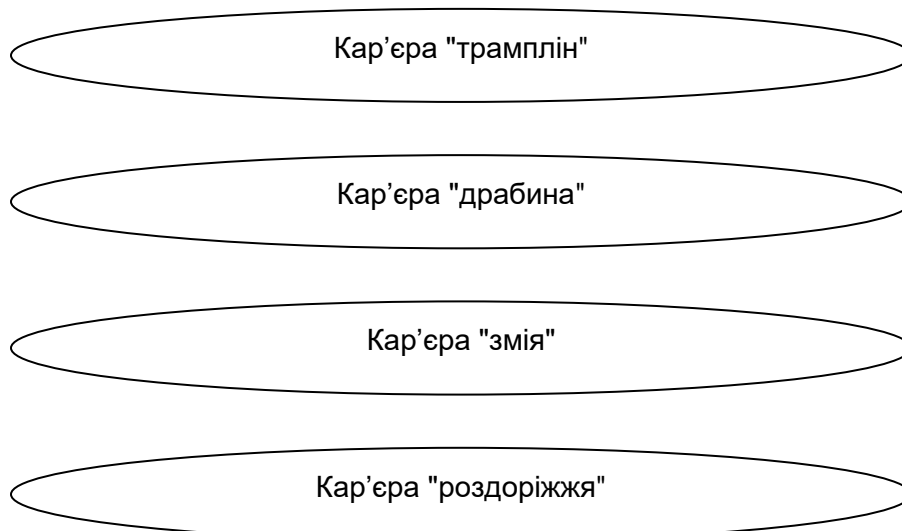 Кар’єра "трамплін"
Кар’єра "драбина"
Кар’єра "змія"
Кар’єра "роздоріжжя"